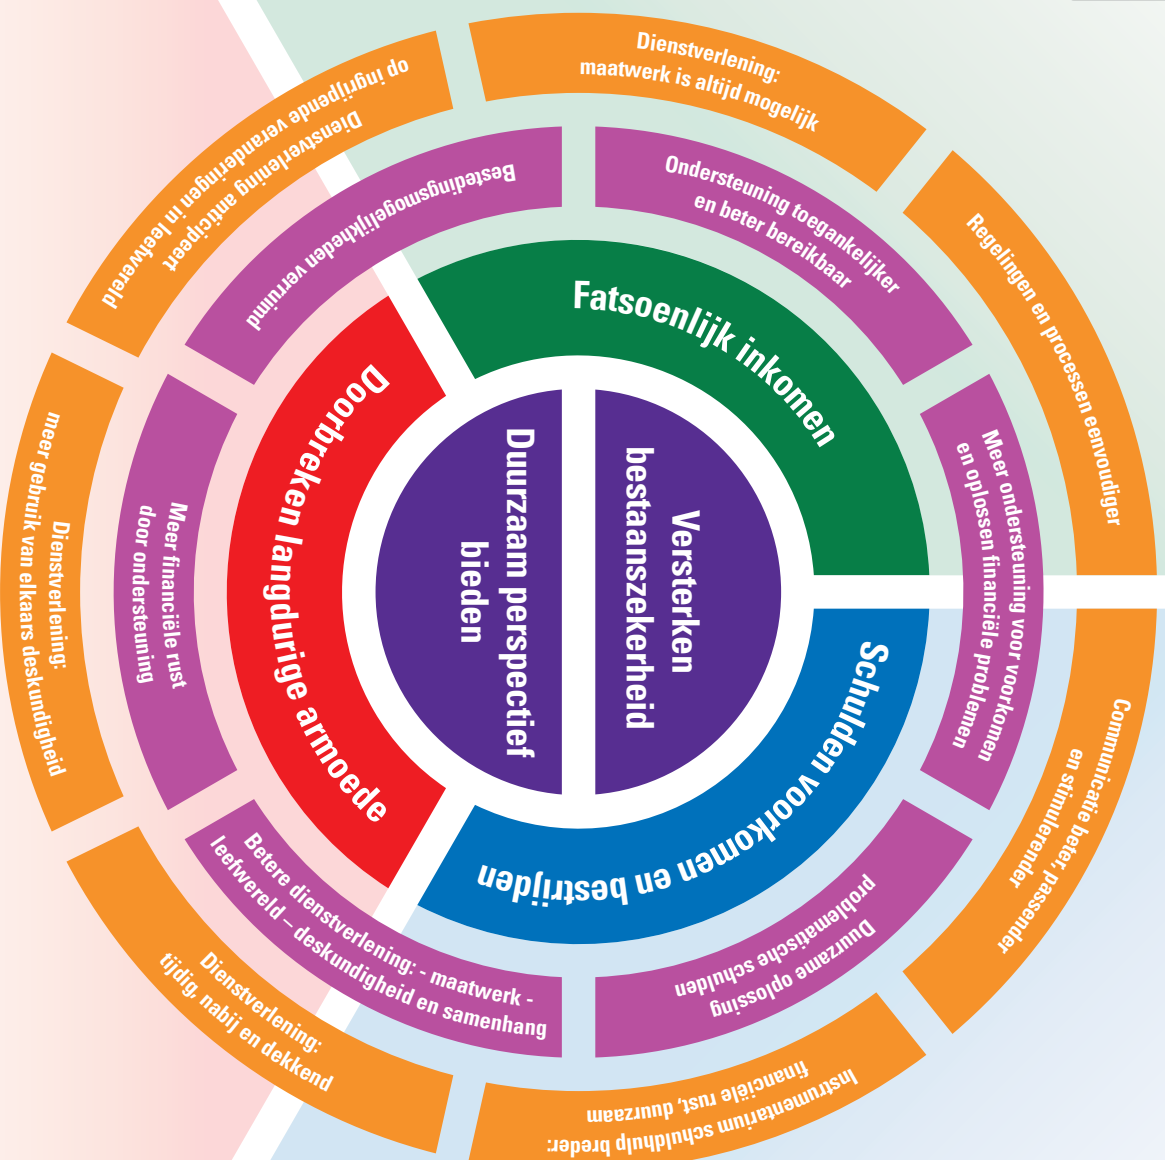 Versterken
bestaanszekerheid
Duurzaam perspectief
bieden
Fatsoenlijk inkomen
Schulden voorkomen en bestrijden
Doorbreken langdurige armoede
Ondersteuning toegankelijker
en beter bereikbaar
Meer ondersteuning voor voorkomen
en oplossen financiële problemen
Duurzame oplossing
problematische schulden
Betere dienstverlening: - maatwerk -
leefwereld – deskundigheid en samenhang
Meer financiële rust
door ondersteuning
Bestedingsmogelijkheden verruimd
Dienstverlening:
maatwerk is altijd mogelijk
Regelingen en processen eenvoudiger
Communicatie beter, passender
en stimulerender
Instrumentarium schuldhulp breder:
financiële rust, duurzaam
Dienstverlening:
tijdig, nabij en dekkend
Dienstverlening:
meer gebruik van elkaars deskundigheid
Dienstverlening anticipeert
op ingrijpende veranderingen in leefwereld